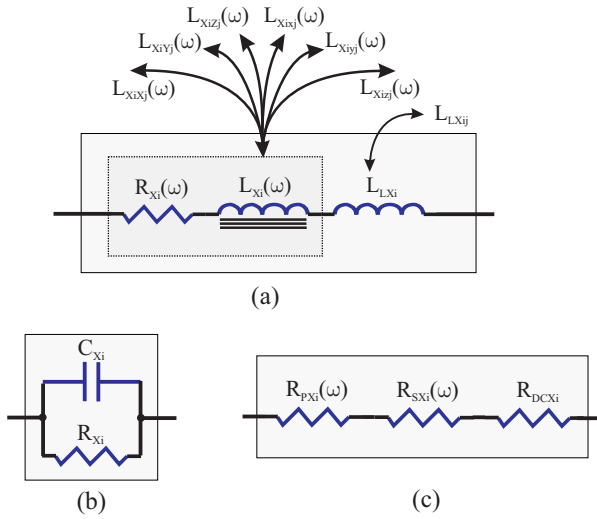 L_XiZj(ω) L_Xixj(ω)
L_XiYj(ω) L_Xiyj(ω)
L_XiXj(ω) L_Xizj(ω)
L_LXij
R_Xi(ω) L_Xi(ω) L_LXi
(a)
C_Xi
R_Xi
(b)
R_PXi(ω) R_SXi(ω) R_DCXi
(c)